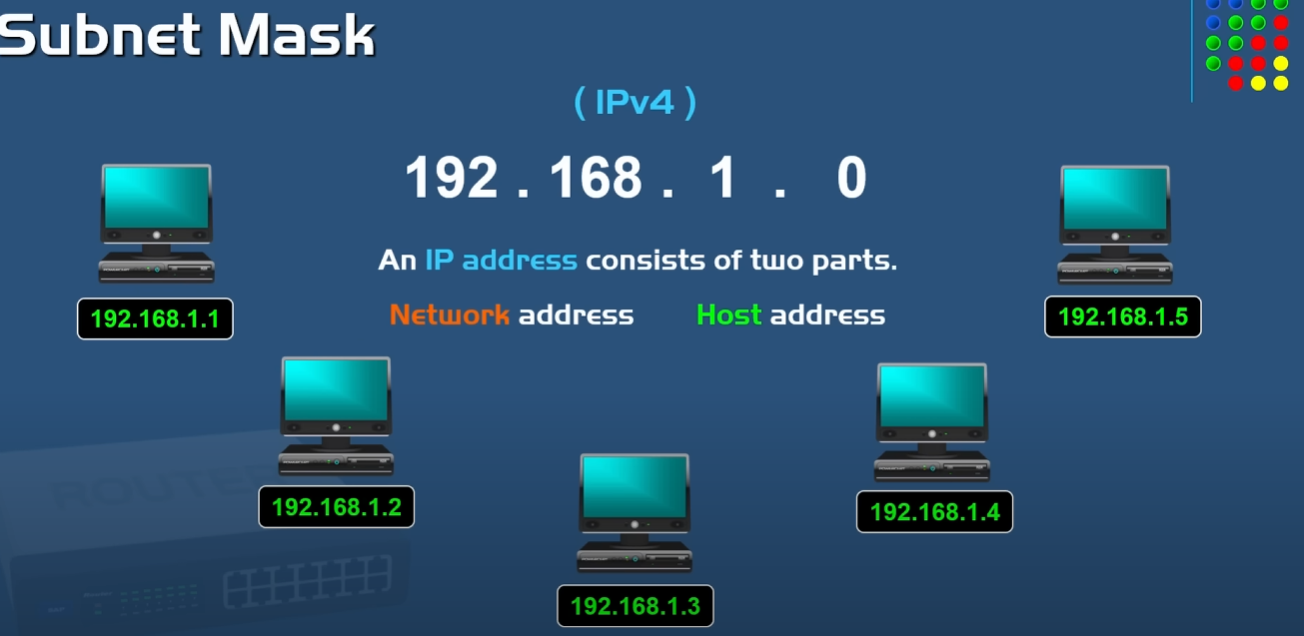 Subnet Mask
( IPv4 )
192 . 168 . 1 . 0
An IP address consists of two parts.
Network address Host address
192.168.1.1
192.168.1.5
192.168.1.2
192.168.1.4
192.168.1.3
ROUTER